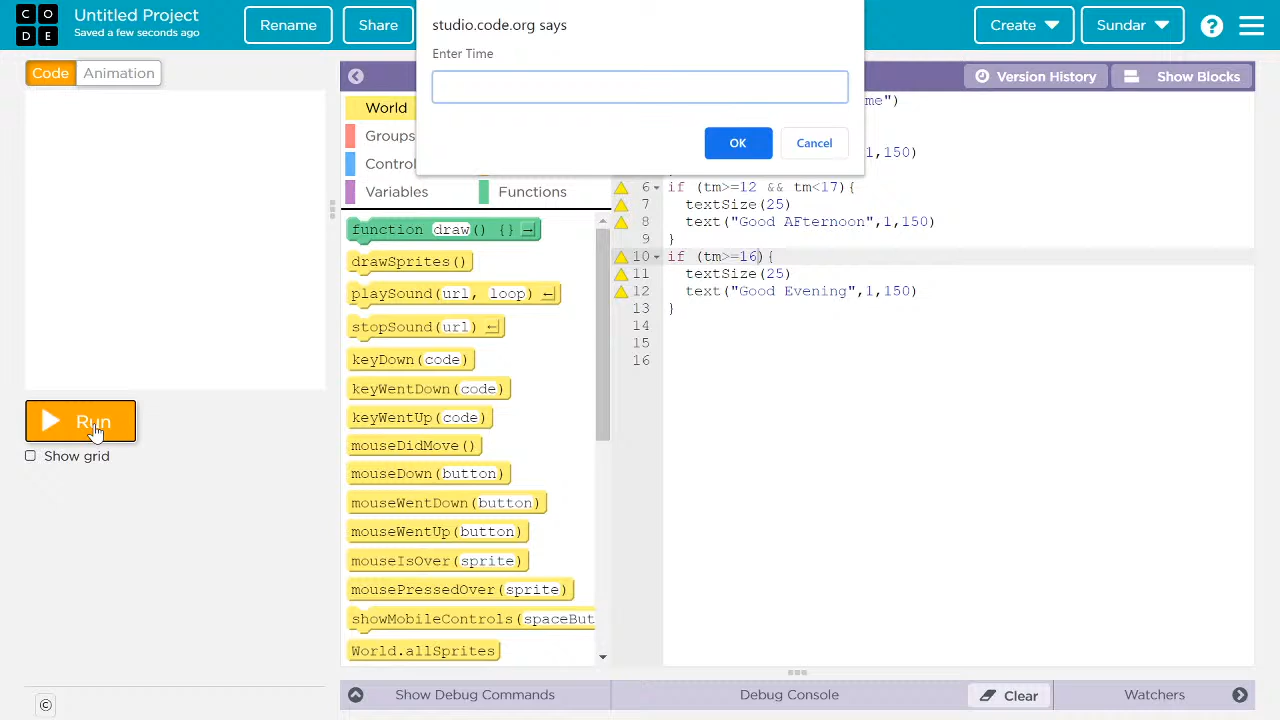 C O D E
Untitled Project
Saved a few seconds ago
Rename
Share
studio.code.org says
Enter Time
OK
Cancel
Create
Sundar
?
Code
Animation
Version History
Show Blocks
World
Groups
Control
Variables
Functions
function draw() {}
drawSprites()
playSound(url, loop)
stopSound(url)
keyDown(code)
keyWentDown(code)
keyWentUp(code)
mouseDidMove()
mouseDown(button)
mouseWentDown(button)
mouseWentUp(button)
mouseIsOver(sprite)
mousePressedOver(sprite)
showMobileControls(spaceBut
World.allSprites
me")
1,150)
6 if (tm>=12 && tm<17){
7 textSize(25)
8 text("Good AFternoon",1,150)
9 }
10 if (tm>=16){
11 textSize(25)
12 text("Good Evening",1,150)
13 }
14
15
16
Run
Show grid
©
Show Debug Commands
Debug Console
Clear
Watchers